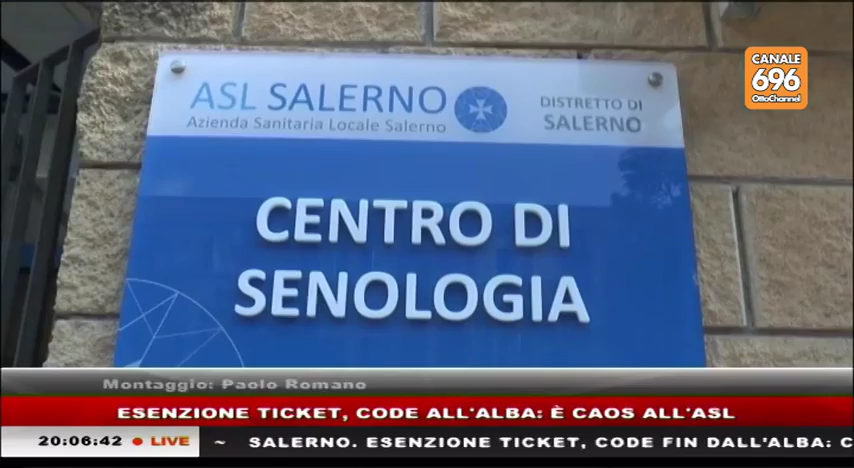 CANALE
696
OttoChannel
ASL SALERNO
Azienda Sanitaria Locale Salerno
DISTRETTO DI
SALERNO
CENTRO DI
SENOLOGIA
Montaggio: Paolo Romano
ESENZIONE TICKET, CODE ALL'ALBA: È CAOS ALL'ASL
20:06:42 ● LIVE ~ SALERNO. ESENZIONE TICKET, CODE FIN DALL'ALBA: C